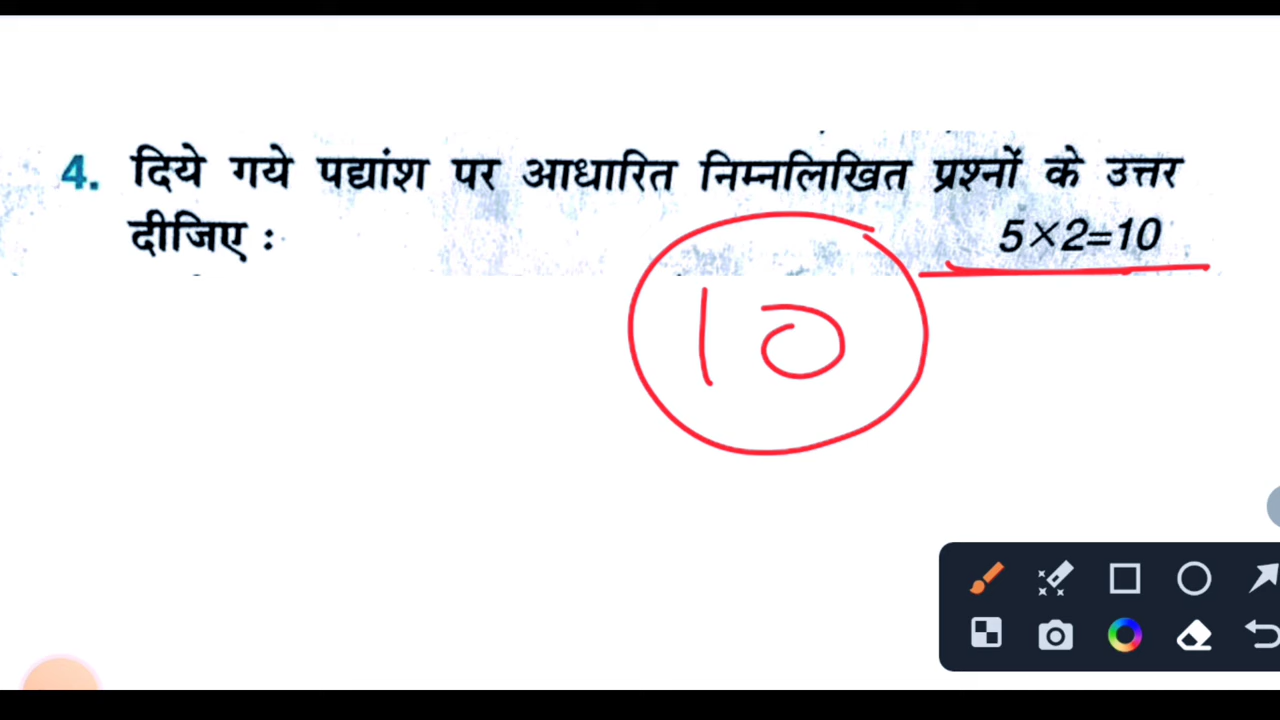 4. दिये गये पद्यांश पर आधारित निम्नलिखित प्रश्नों के उत्तर
दीजिए : 5×2=10
10